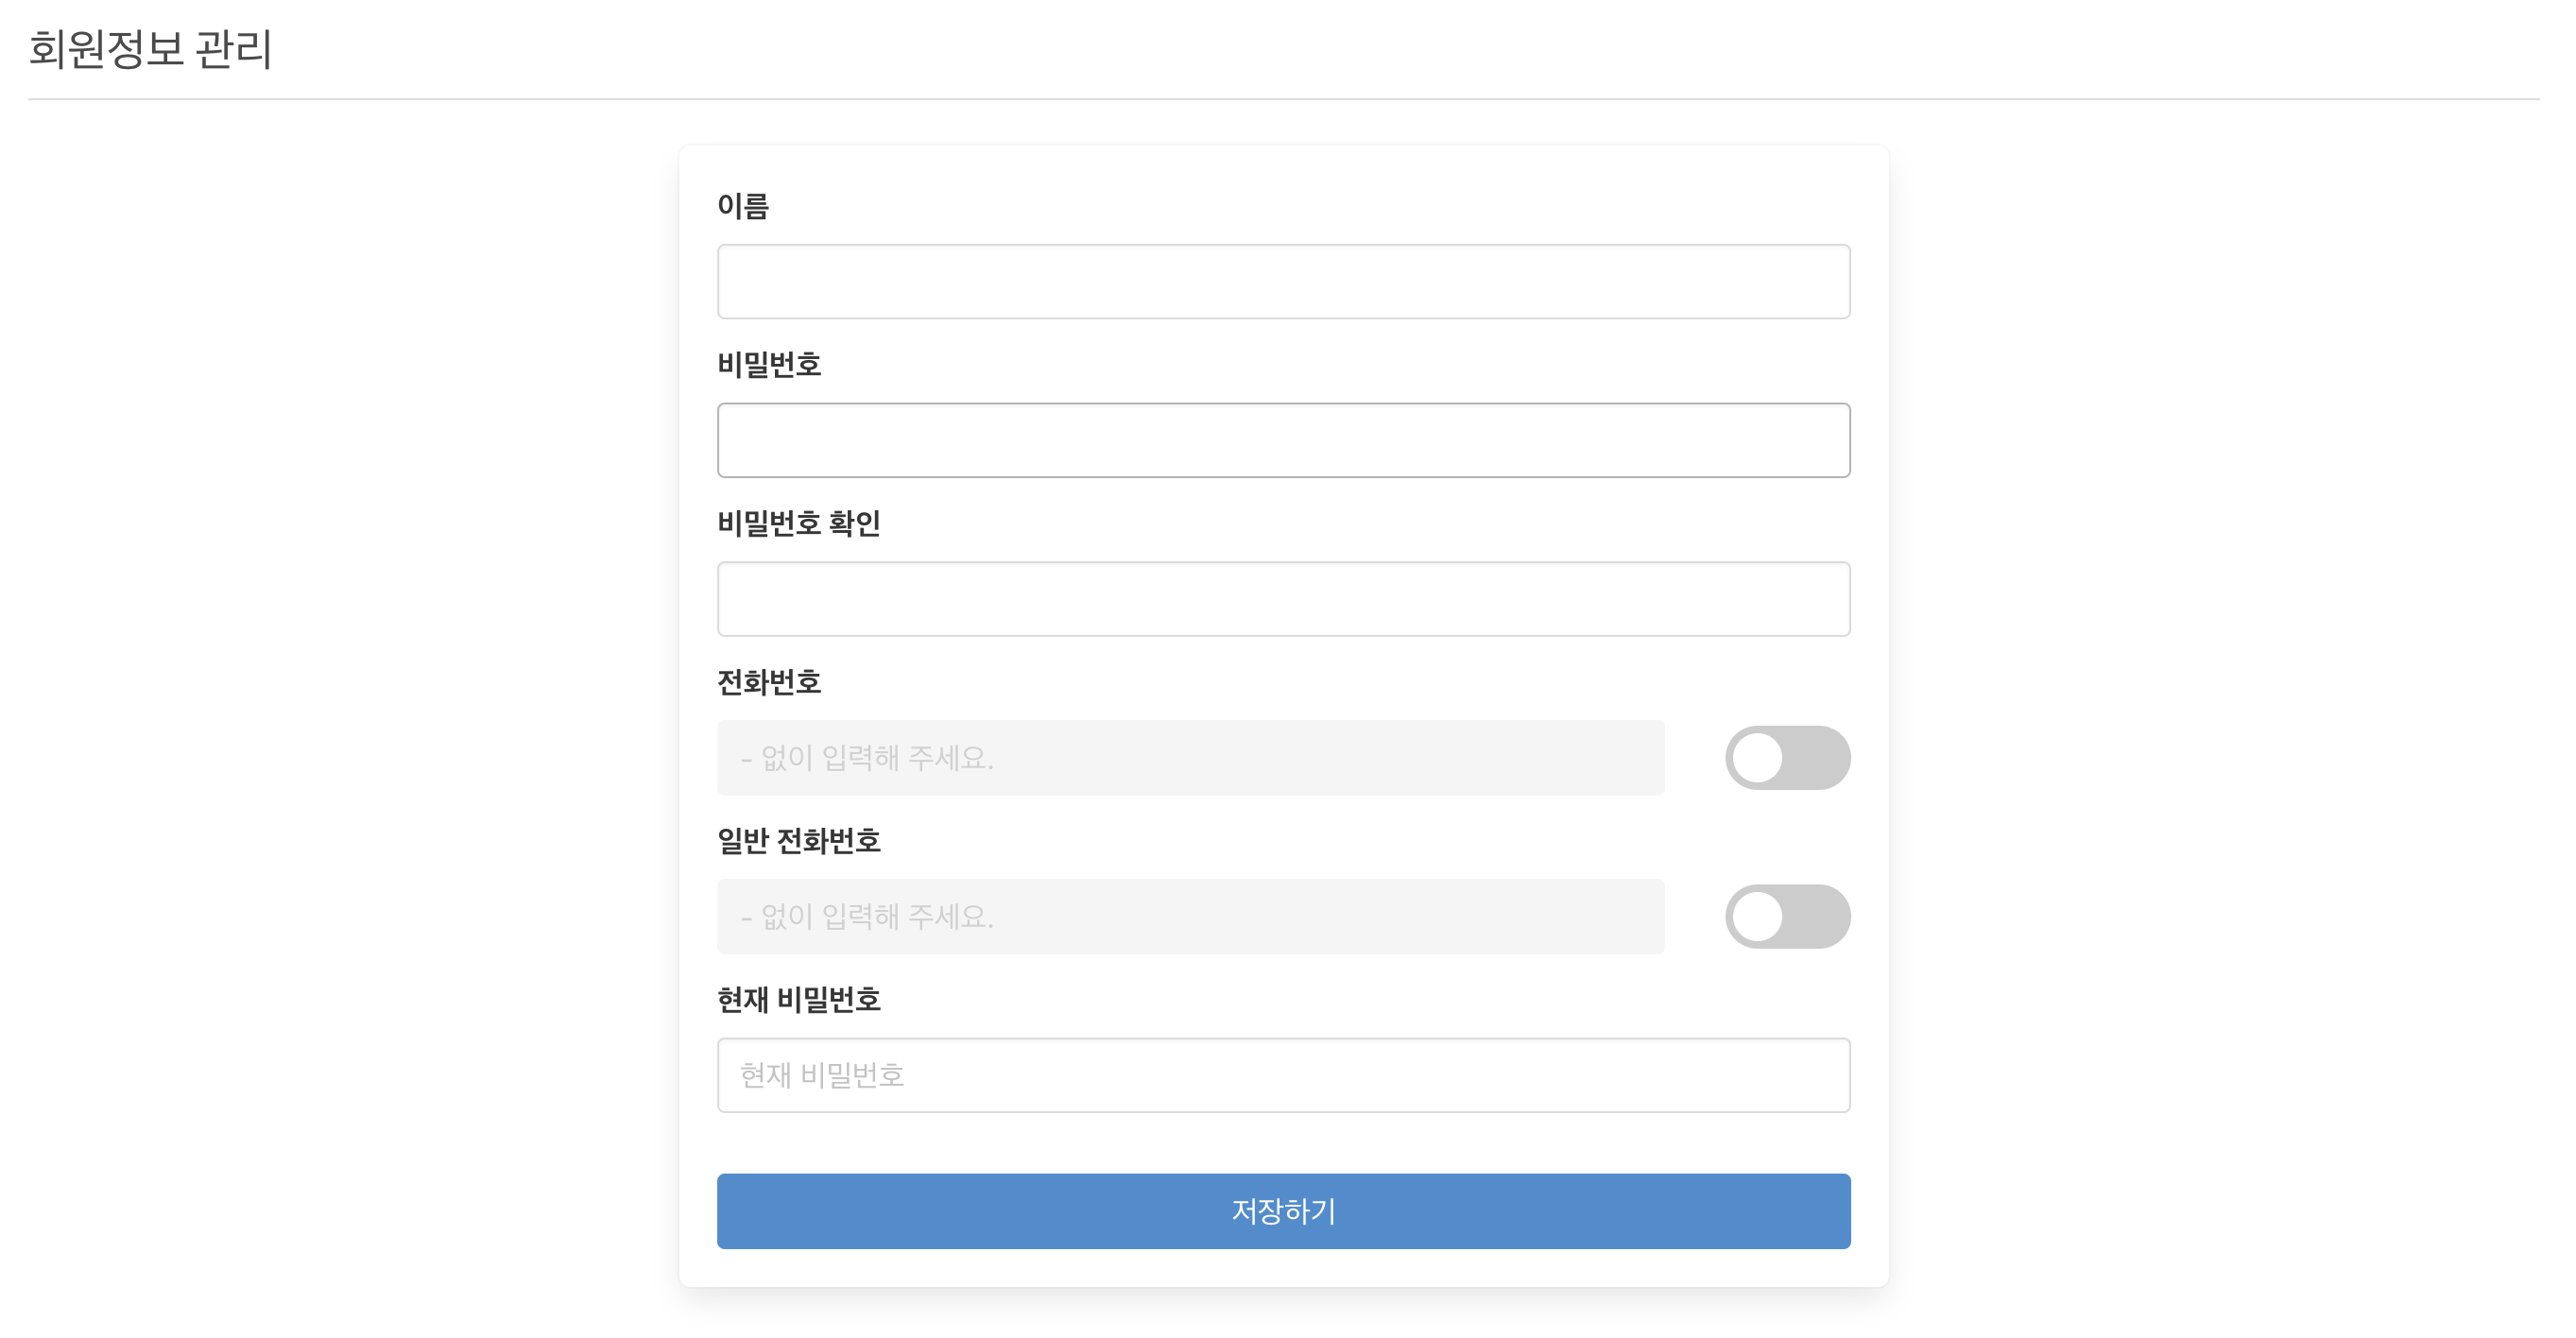 회원정보 관리
이름
비밀번호
비밀번호 확인
전화번호
- 없이 입력해 주세요.
일반 전화번호
- 없이 입력해 주세요.
현재 비밀번호
현재 비밀번호
저장하기